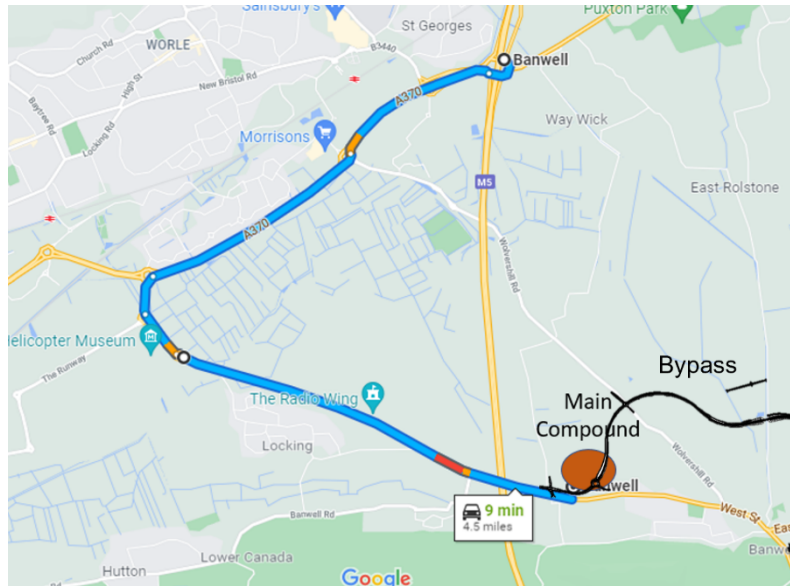 Sainsbury's
Puxton Park
St Georges
WORLE
Church Rd
B3440
High St
New Bristol Rd
Banwell
A370
Baytree Rd
Locking Rd
Morrisons
Way Wick
M5
East Rolstone
A370
Wolvershill Rd
Helicopter Museum
The Runway
Bypass
The Radio Wing
Main
Compound
Locking
Wolvershill Rd
9 min
4.5 miles
West St
Banwell Rd
Hutton
Lower Canada
Google